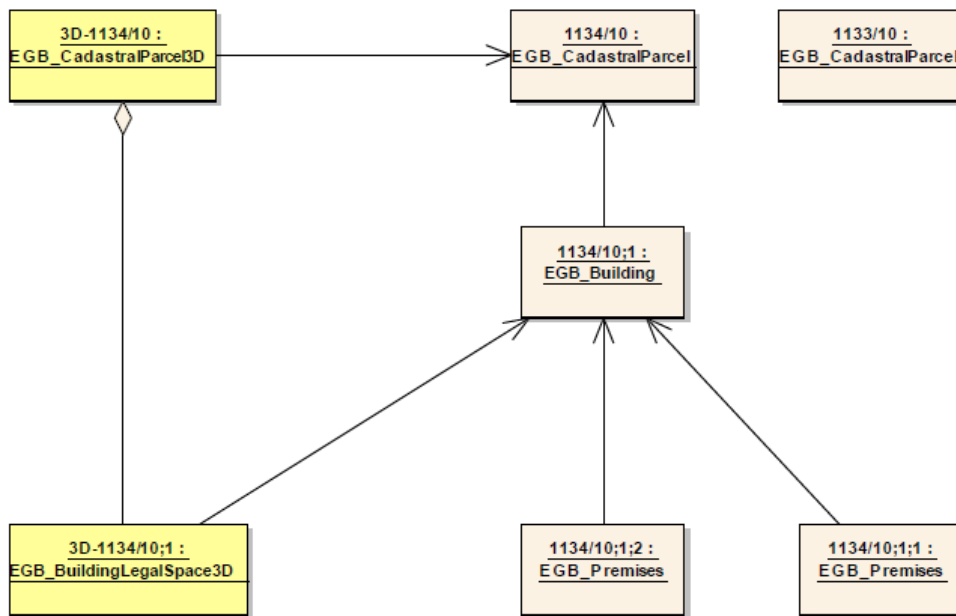 3D-1134/10 :
EGB_CadastralParcel3D
1134/10 :
EGB_CadastralParcel
1133/10 :
EGB_CadastralParcel
1134/10;1 :
EGB_Building
3D-1134/10;1 :
EGB_BuildingLegalSpace3D
1134/10;1;2 :
EGB_Premises
1134/10;1;1 :
EGB_Premises